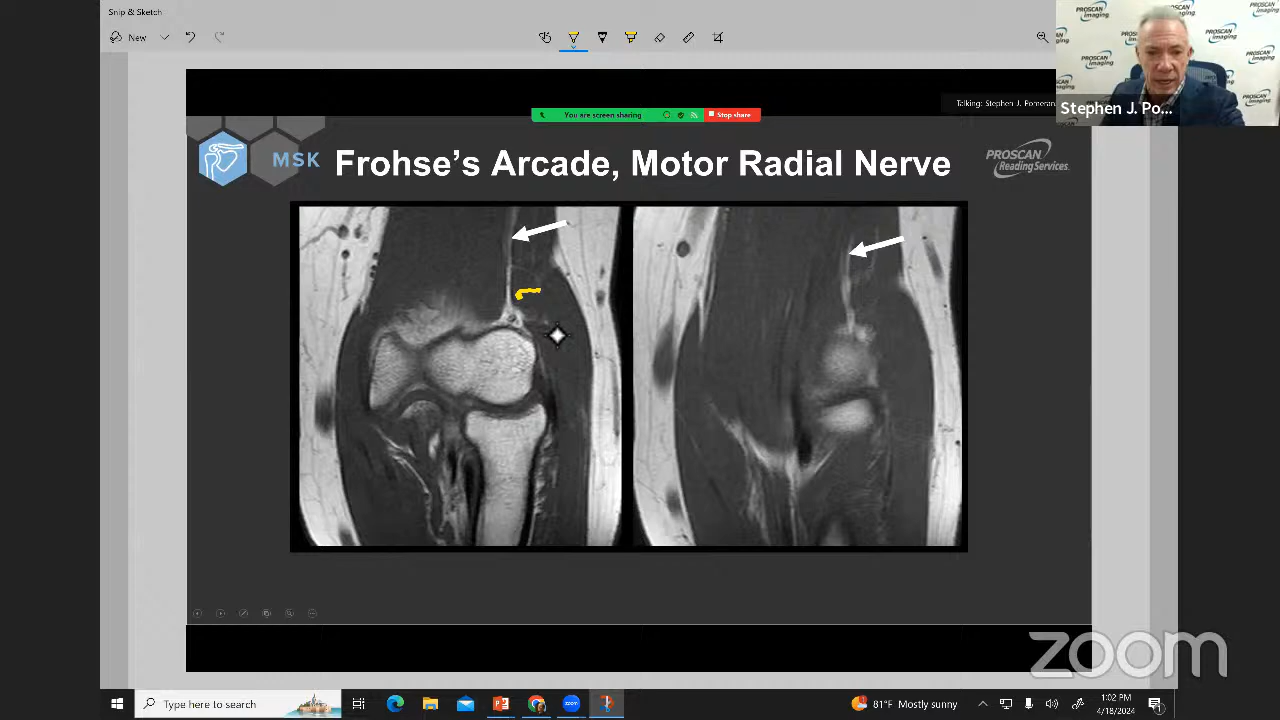 Snip & Sketch
New
PROSCAN imaging
Stephen J. Po...
Talking: Stephen J. Pomeran
You are screen sharing
Stop share
MSK
Frohse's Arcade, Motor Radial Nerve
PROSCAN
Reading Services
zoom
Type here to search
81°F Mostly sunny
1:02 PM
4/18/2024